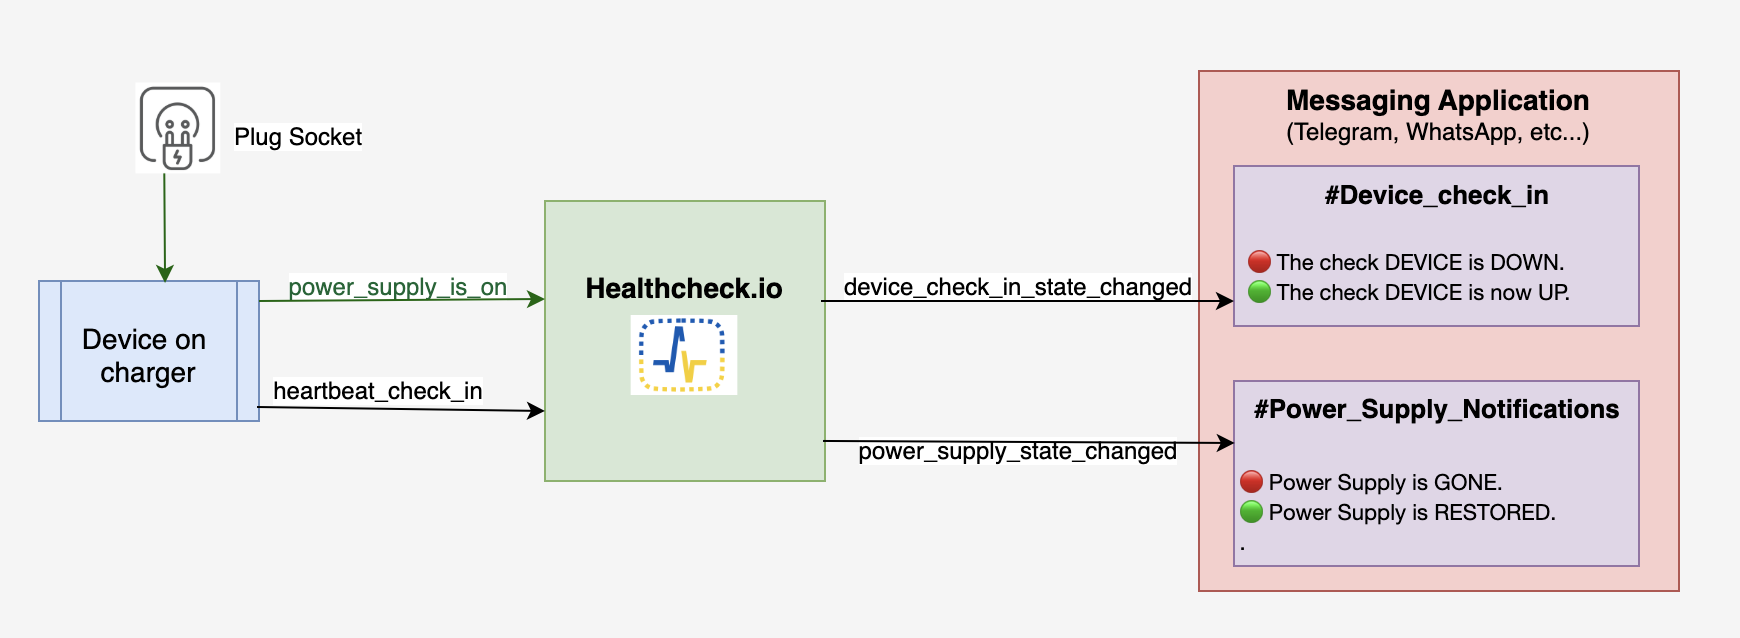 Plug Socket
Device on
charger
power_supply_is_on
heartbeat_check_in
Healthcheck.io
device_check_in_state_changed
power_supply_state_changed
Messaging Application
(Telegram, WhatsApp, etc...)
#Device_check_in
The check DEVICE is DOWN.
The check DEVICE is now UP.
#Power_Supply_Notifications
Power Supply is GONE.
Power Supply is RESTORED.
.